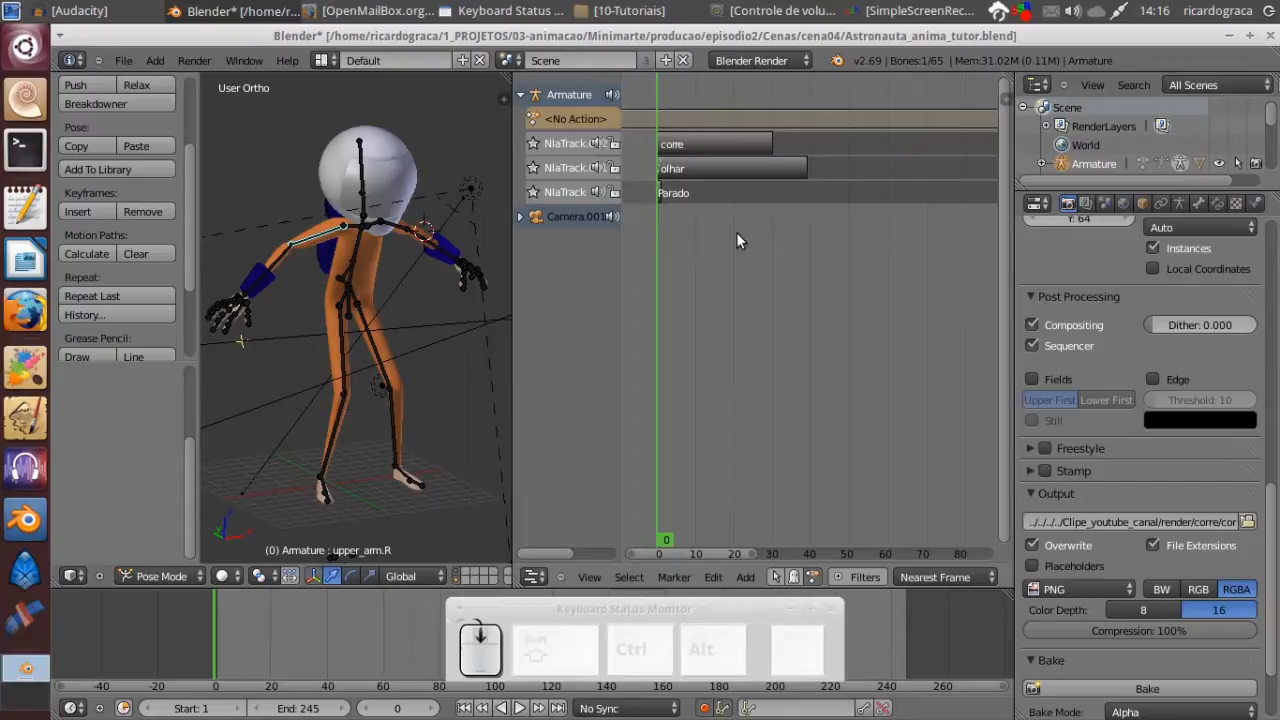 [Audacity]
Blender* [/home/r...
[OpenMailBox.org...
Keyboard Status ...
[10-Tutoriais]
[Controle de volu...
[SimpleScreenRec...
14:16
ricardograca
Blender* [/home/ricardograca/1_PROJETOS/03-animacao/Minimarte/producao/episodio2/Cenas/cena04/Astronauta_anima_tutor.blend]
File Add Render Window Help
Default
Scene
3
Blender Render
v2.69 | Bones:1/65 | Mem:31.02M (0.11M) | Armature
Push Relax
Breakdowner
Pose:
Copy Paste
Add To Library
Keyframes:
Insert Remove
Motion Paths:
Calculate Clear
Repeat:
Repeat Last
History...
Grease Pencil:
Draw Line
User Ortho
(0) Armature : upper_arm.R
Pose Mode
Global
Armature
<No Action>
NlaTrack.
corre
NlaTrack.
olhar
NlaTrack
Parado
Camera.001
0
0 10 20 30 40 50 60 70 80
View Select Marker Edit Add
Filters
Nearest Frame
View Search
All Scenes
Scene
RenderLayers
World
Armature
Y: 64
Auto
Instances
Local Coordinates
Post Processing
Compositing
Dither: 0.000
Sequencer
Fields
Edge
Upper First Lower First
Threshold: 10
Still
Freestyle
Stamp
Output
../../../../Clipe_youtube_canal/render/corre/cor
Overwrite
File Extensions
Placeholders
PNG
BW RGB RGBA
Color Depth: 8 16
Compression: 100%
Bake
Bake
Bake Mode: Alpha
Keyboard Status Monitor
Shift
Ctrl
Alt
-40 -20 0 20 40 60 80 100 120 140 160 180 200 220 240 260
Start: 1
End: 245
0
No Sync